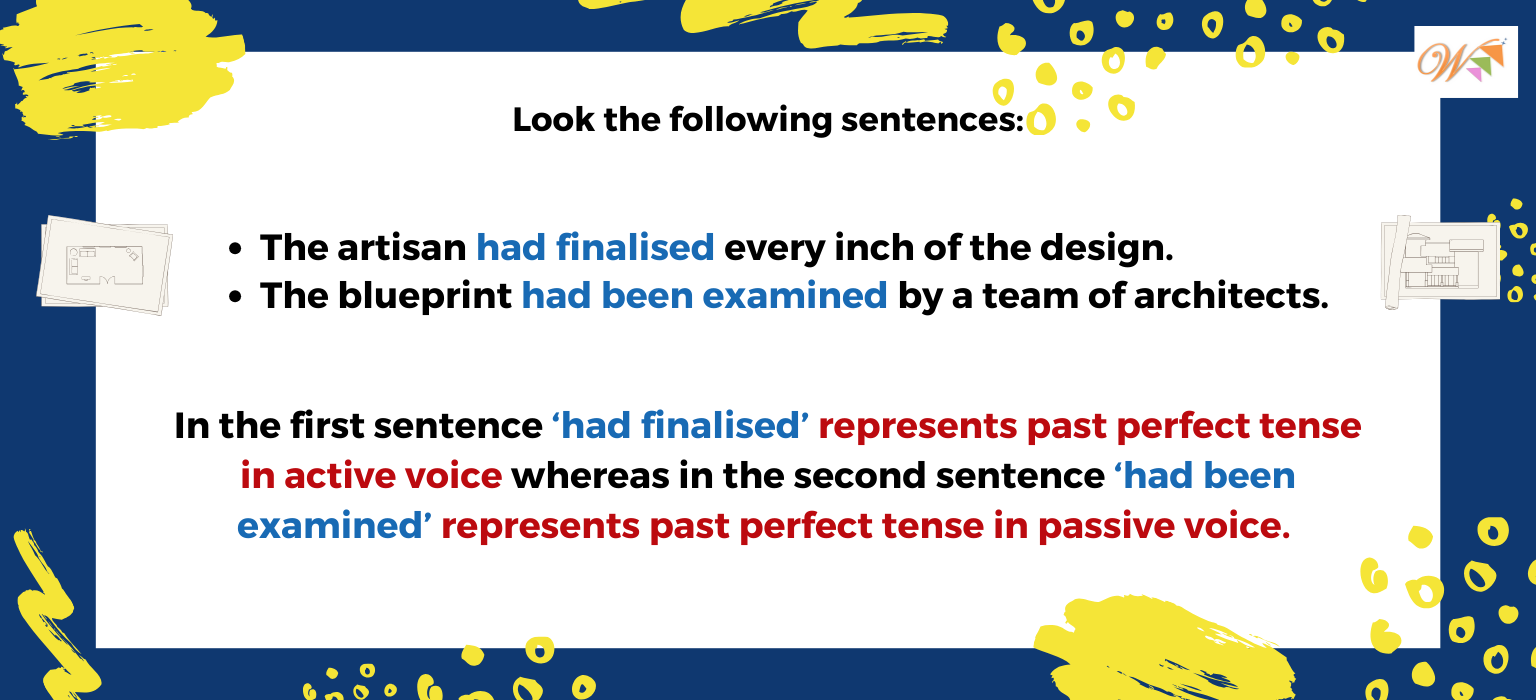 W
Look the following sentences:
• The artisan had finalised every inch of the design.
• The blueprint had been examined by a team of architects.
In the first sentence ‘had finalised’ represents past perfect tense
in active voice whereas in the second sentence ‘had been
examined’ represents past perfect tense in passive voice.